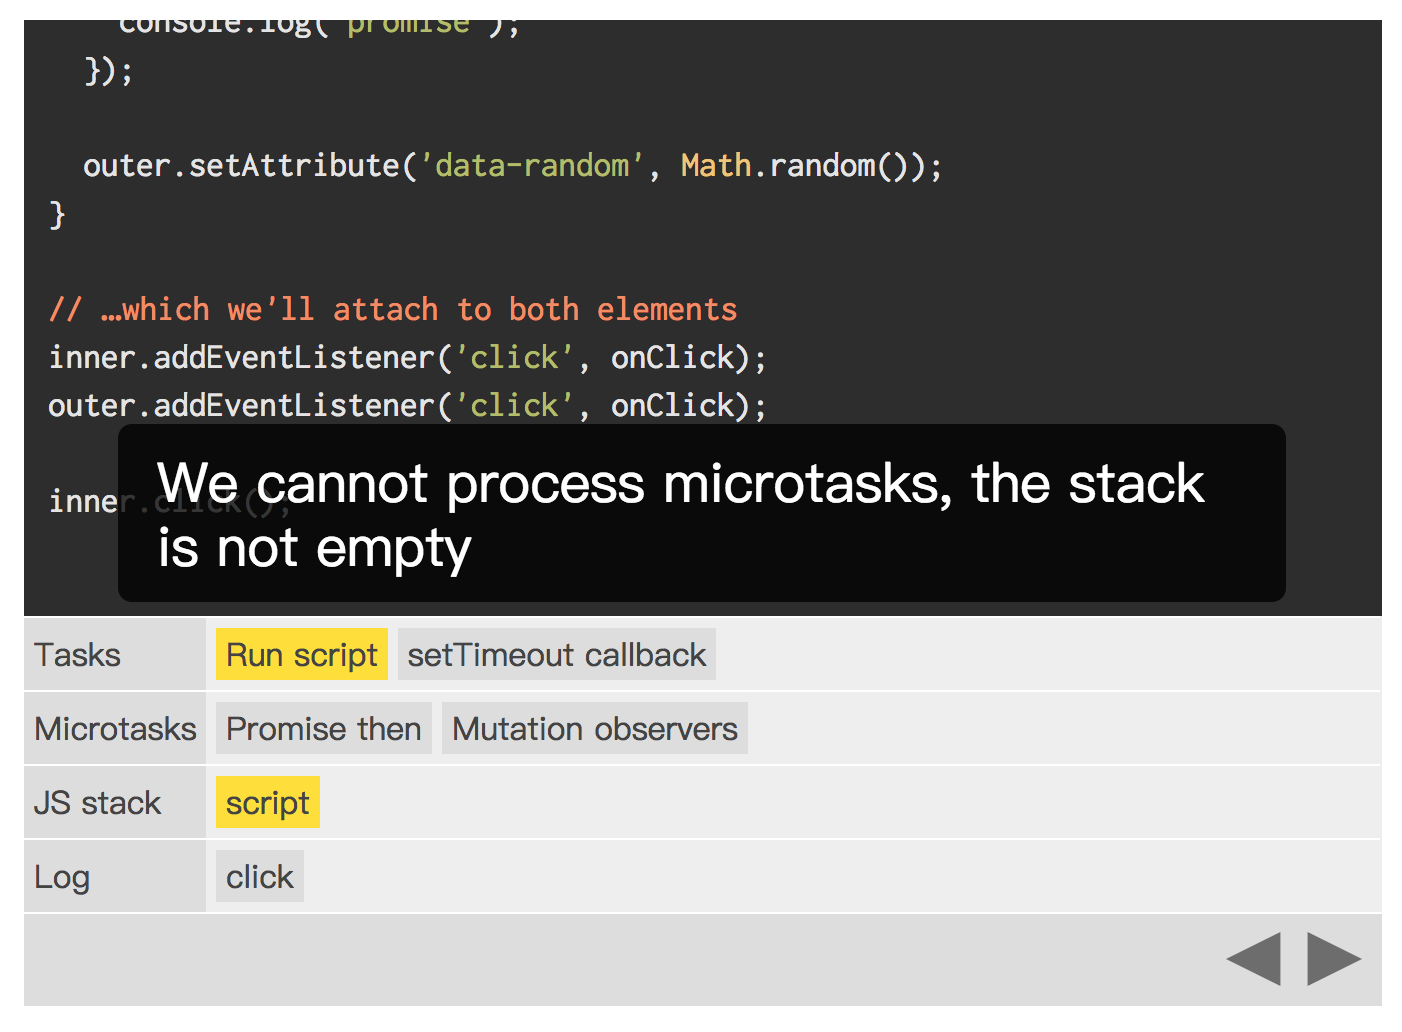 console.log('promise');
});
outer.setAttribute('data-random', Math.random());
}
// …which we'll attach to both elements
inner.addEventListener('click', onClick);
outer.addEventListener('click', onClick);
inner.click();
We cannot process microtasks, the stack
is not empty
Tasks Run script setTimeout callback
Microtasks Promise then Mutation observers
JS stack script
Log click